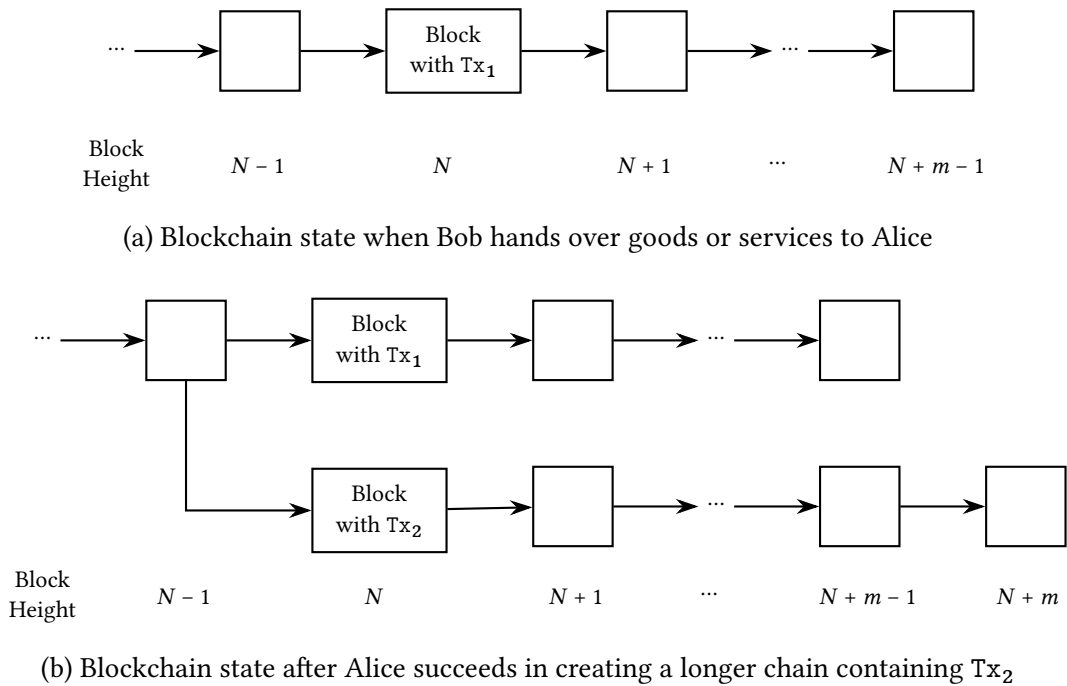 ...
Block
with Tx₁
...
Block
Height
N − 1
N
N + 1
...
N + m − 1
(a) Blockchain state when Bob hands over goods or services to Alice
...
Block
with Tx₁
...
Block
with Tx₂
...
Block
Height
N − 1
N
N + 1
...
N + m − 1
N + m
(b) Blockchain state after Alice succeeds in creating a longer chain containing Tx₂